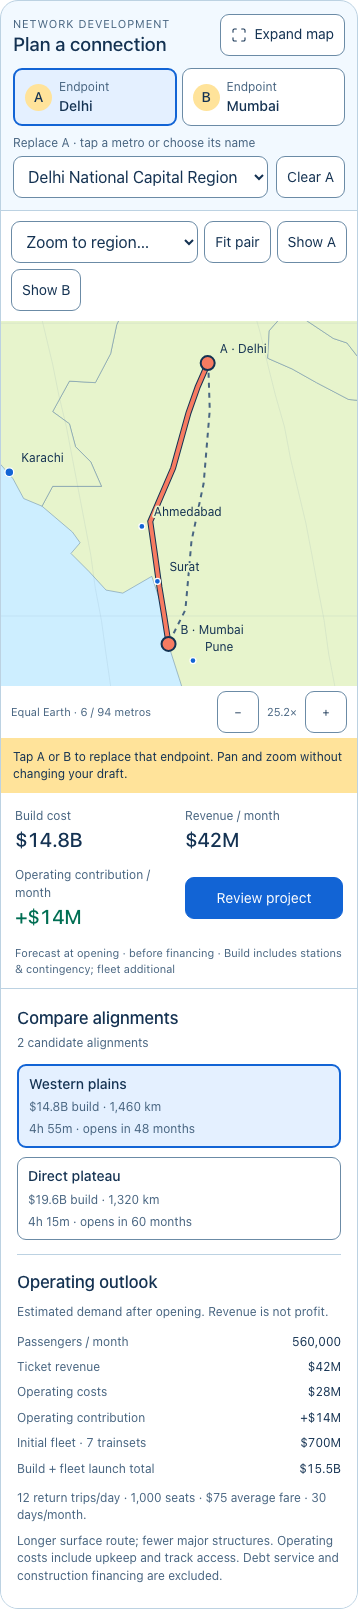 NETWORK DEVELOPMENT
Plan a connection
Expand map
A
Endpoint
Delhi
B
Endpoint
Mumbai
Replace A · tap a metro or choose its name
Delhi National Capital Region
Clear A
Zoom to region...
Fit pair
Show A
Show B
A · Delhi
Karachi
Ahmedabad
Surat
B · Mumbai
Pune
Equal Earth · 6 / 94 metros
−
25.2×
+
Tap A or B to replace that endpoint. Pan and zoom without
changing your draft.
Build cost
$14.8B
Revenue / month
$42M
Operating contribution /
month
+$14M
Review project
Forecast at opening · before financing · Build includes stations
& contingency; fleet additional
Compare alignments
2 candidate alignments
Western plains
$14.8B build · 1,460 km
4h 55m · opens in 48 months
Direct plateau
$19.6B build · 1,320 km
4h 15m · opens in 60 months
Operating outlook
Estimated demand after opening. Revenue is not profit.
Passengers / month 560,000
Ticket revenue $42M
Operating costs $28M
Operating contribution +$14M
Initial fleet · 7 trainsets $700M
Build + fleet launch total $15.5B
12 return trips/day · 1,000 seats · $75 average fare · 30
days/month.
Longer surface route; fewer major structures. Operating
costs include upkeep and track access. Debt service and
construction financing are excluded.